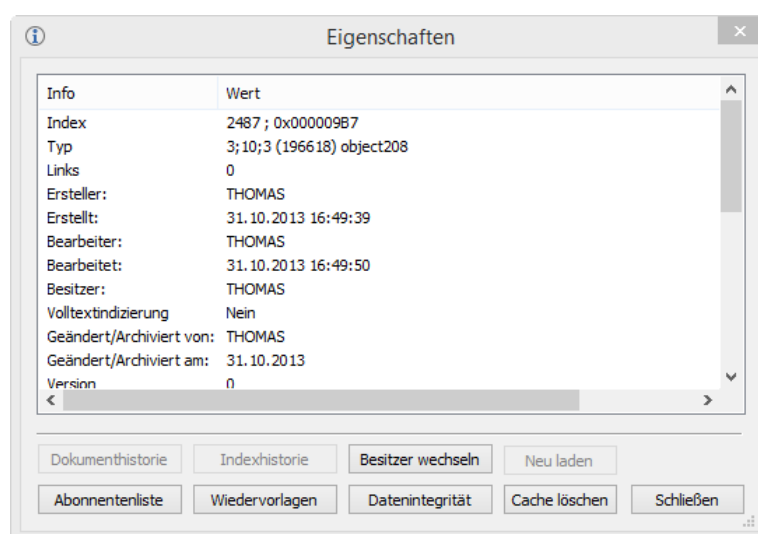 Eigenschaften
Info Wert
Index 2487 ; 0x000009B7
Typ 3;10;3 (196618) object208
Links 0
Ersteller: THOMAS
Erstellt: 31.10.2013 16:49:39
Bearbeiter: THOMAS
Bearbeitet: 31.10.2013 16:49:50
Besitzer: THOMAS
Volltextindizierung Nein
Geändert/Archiviert von: THOMAS
Geändert/Archiviert am: 31.10.2013
Version 0
Dokumenthistorie Indexhistorie Besitzer wechseln Neu laden
Abonnentenliste Wiedervorlagen Datenintegrität Cache löschen Schließen